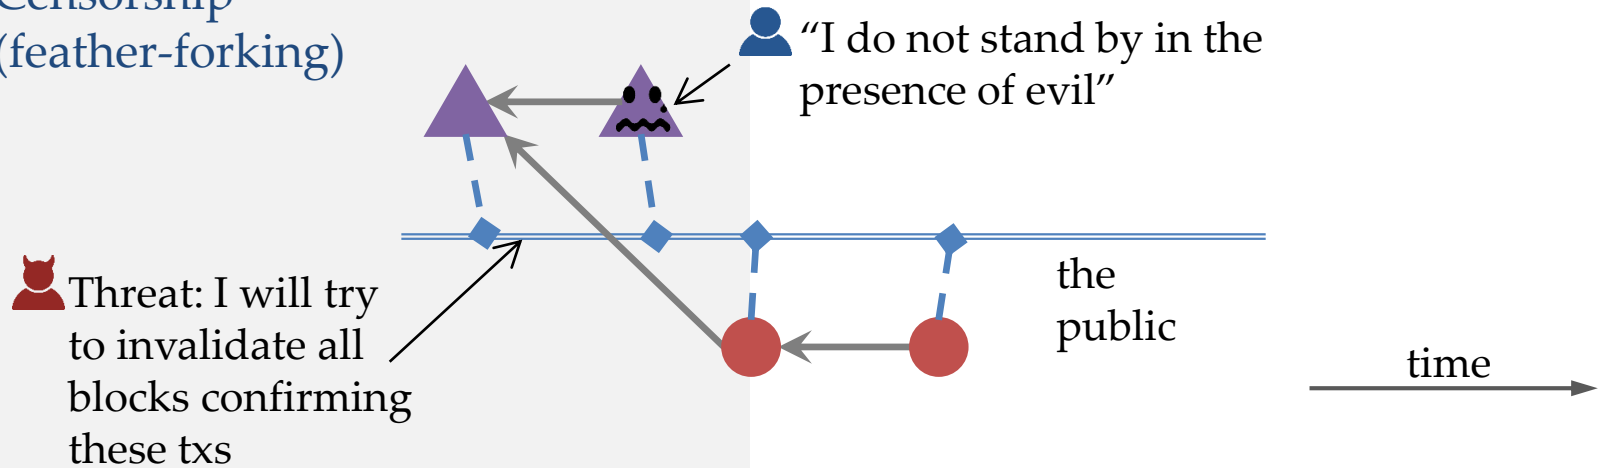 Censorship
(feather-forking)
“I do not stand by in the
presence of evil”
Threat: I will try
to invalidate all
blocks confirming
these txs
the
public
time